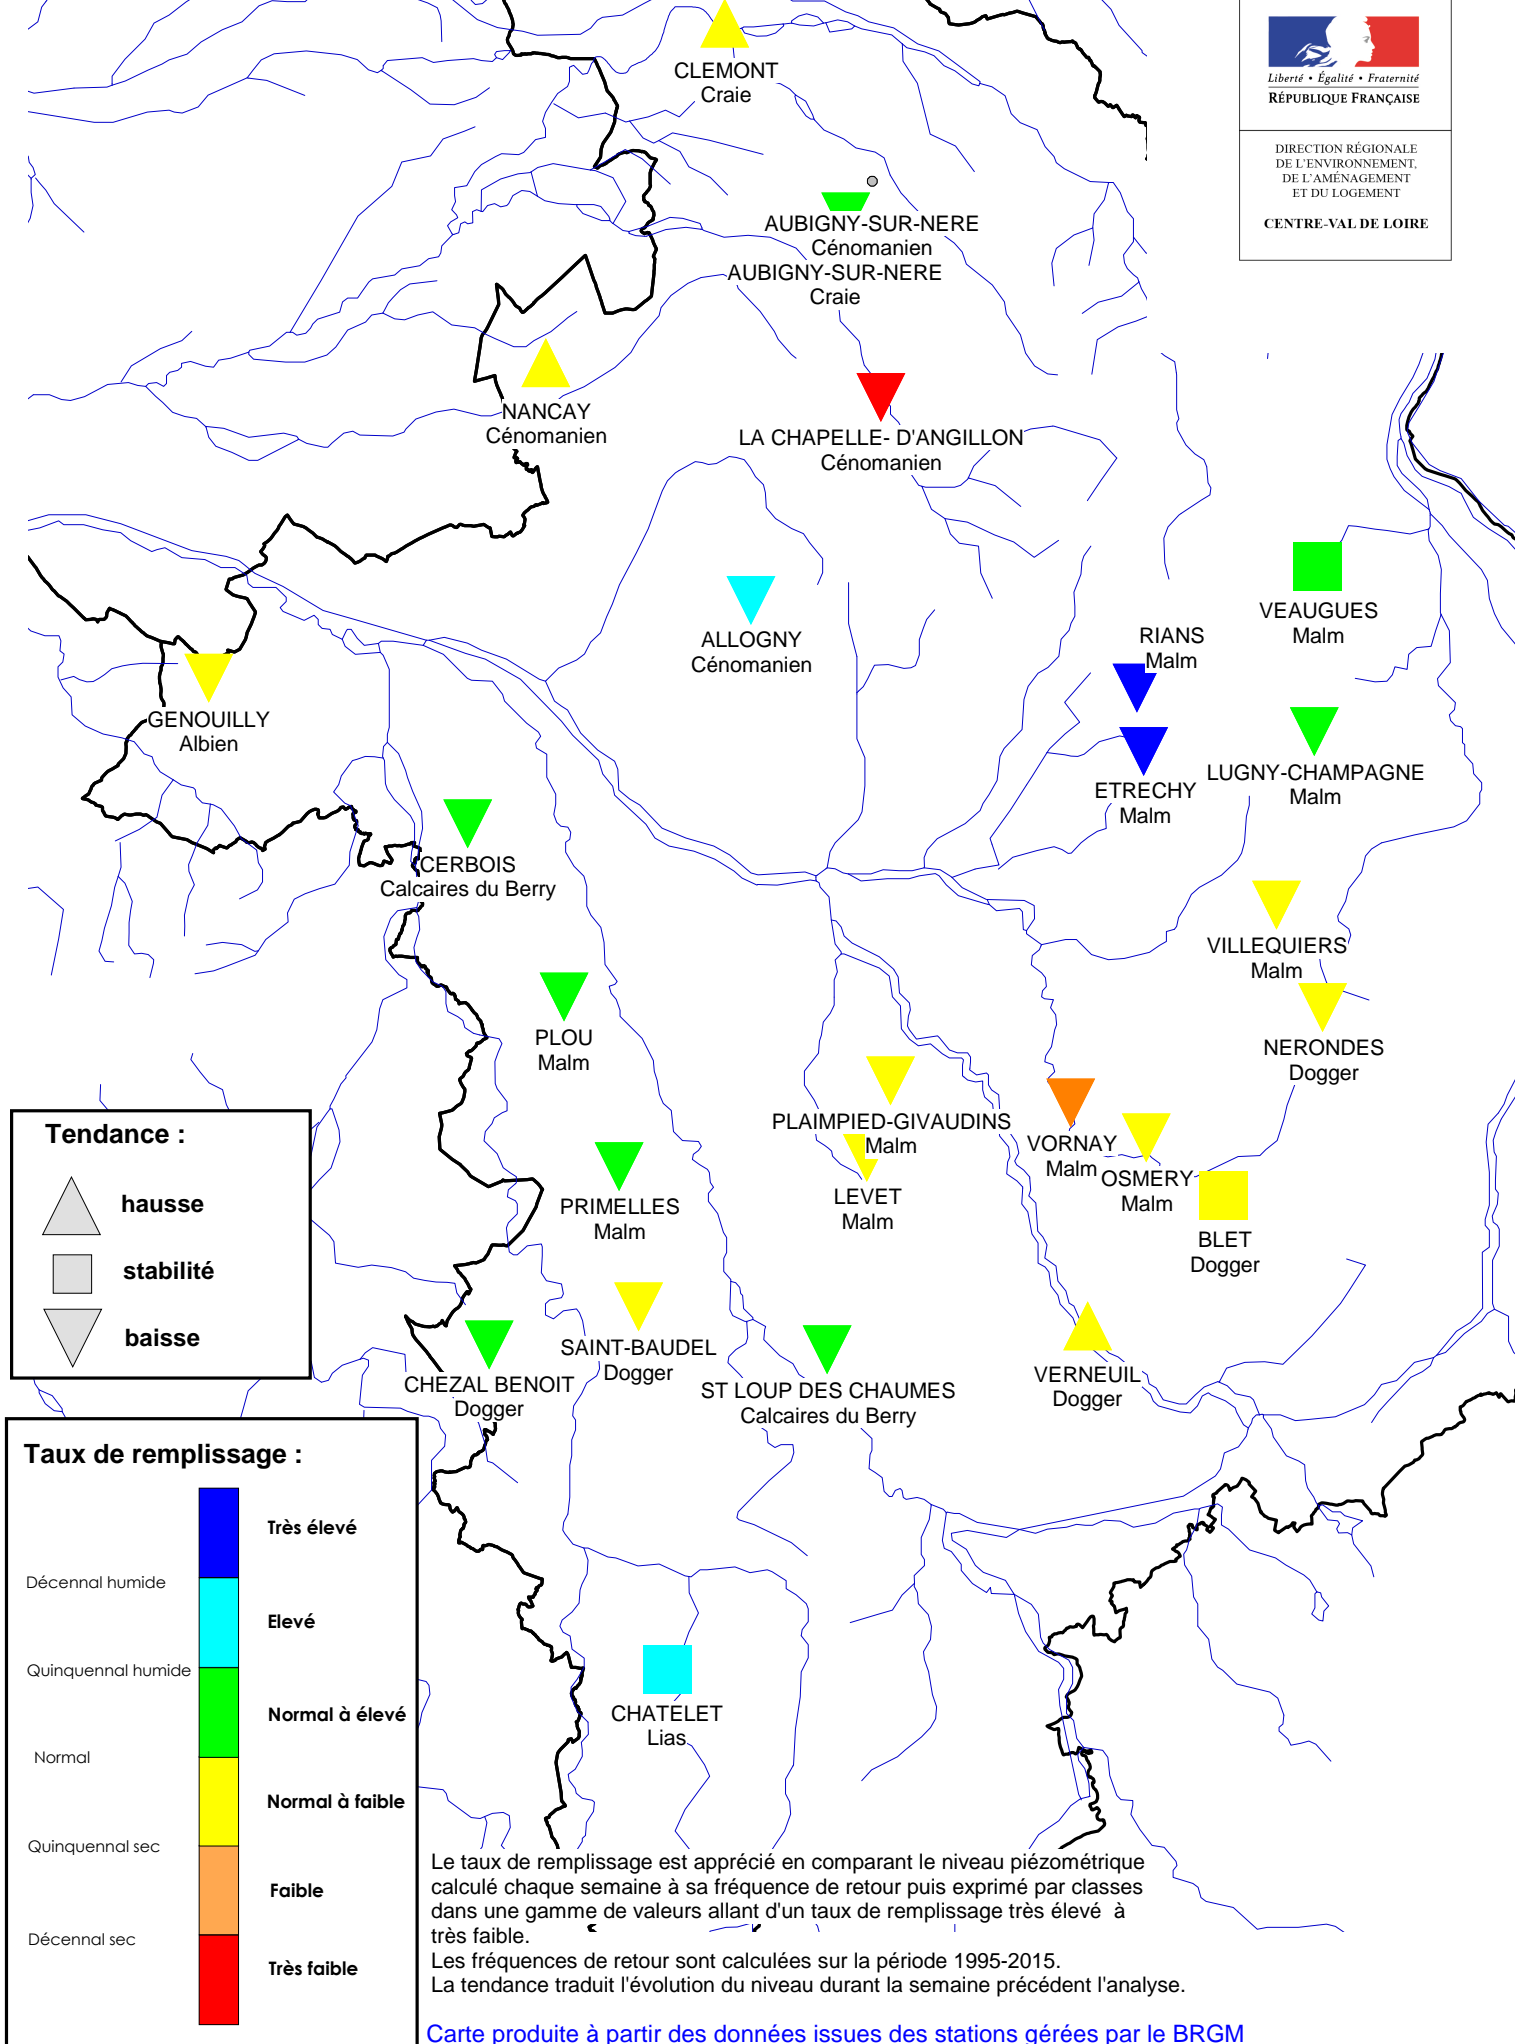 CLEMONT
Craie
Liberté • Égalité • Fraternité
RÉPUBLIQUE FRANÇAISE
DIRECTION RÉGIONALE
DE L'ENVIRONNEMENT,
DE L'AMÉNAGEMENT
ET DU LOGEMENT
CENTRE-VAL DE LOIRE
AUBIGNY-SUR-NERE
Cénomanien
AUBIGNY-SUR-NERE
Craie
NANCAY
Cénomanien
LA CHAPELLE- D'ANGILLON
Cénomanien
VEAUGUES
Malm
ALLOGNY
Cénomanien
RIANS
Malm
GENOUILLY
Albien
LUGNY-CHAMPAGNE
Malm
ETRECHY
Malm
CERBOIS
Calcaires du Berry
VILLEQUIERS
Malm
PLOU
Malm
NERONDES
Dogger
PLAIMPIED-GIVAUDINS
Malm
VORNAY
Malm
OSMERY
Malm
LEVET
Malm
PRIMELLES
Malm
BLET
Dogger
SAINT-BAUDEL
Dogger
CHEZAL BENOIT
Dogger
ST LOUP DES CHAUMES
Calcaires du Berry
VERNEUIL
Dogger
CHATELET
Lias
Tendance :
hausse
stabilité
baisse
Taux de remplissage :
Très élevé
Décennal humide
Elevé
Quinquennal humide
Normal à élevé
Normal
Normal à faible
Quinquennal sec
Faible
Décennal sec
Très faible
Le taux de remplissage est apprécié en comparant le niveau piézométrique
calculé chaque semaine à sa fréquence de retour puis exprimé par classes
dans une gamme de valeurs allant d'un taux de remplissage très élevé à
très faible.
Les fréquences de retour sont calculées sur la période 1995-2015.
La tendance traduit l'évolution du niveau durant la semaine précédent l'analyse.
Carte produite à partir des données issues des stations gérées par le BRGM